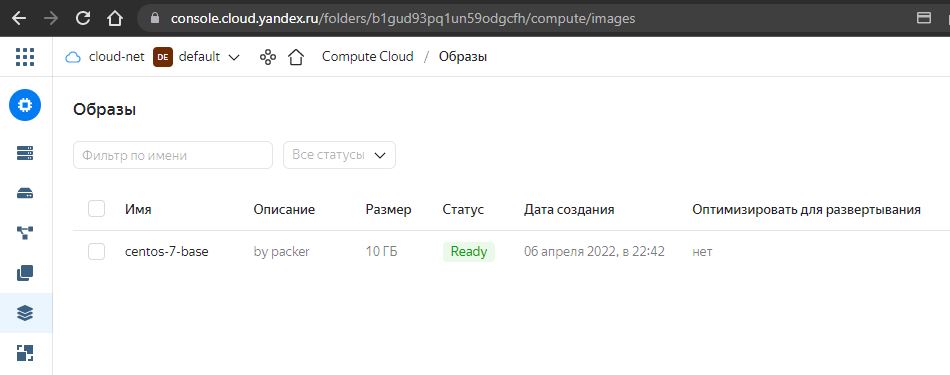 console.cloud.yandex.ru/folders/b1gud93pq1un59odgcfh/compute/images
cloud-net DE default Compute Cloud / Образы
Образы
Фильтр по имени Все статусы
Имя Описание Размер Статус Дата создания Оптимизировать для развертывания
centos-7-base by packer 10 ГБ Ready 06 апреля 2022, в 22:42 нет